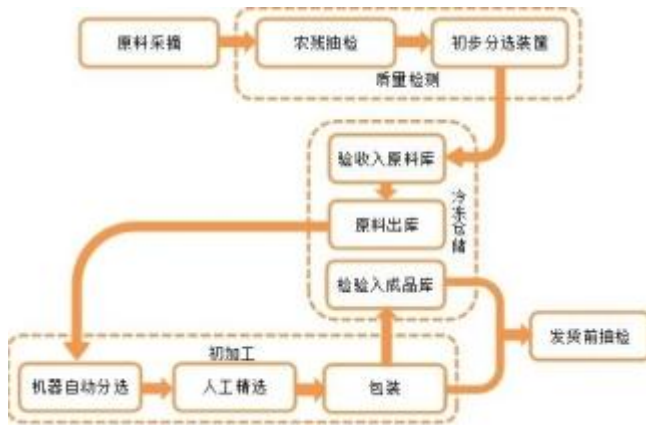 原料采摘
农残抽检
初步分选装筐
质量检测
验收入原料库
原料出库
冷冻仓储
检验入成品库
发货前抽检
初加工
机器自动分选
人工精选
包装